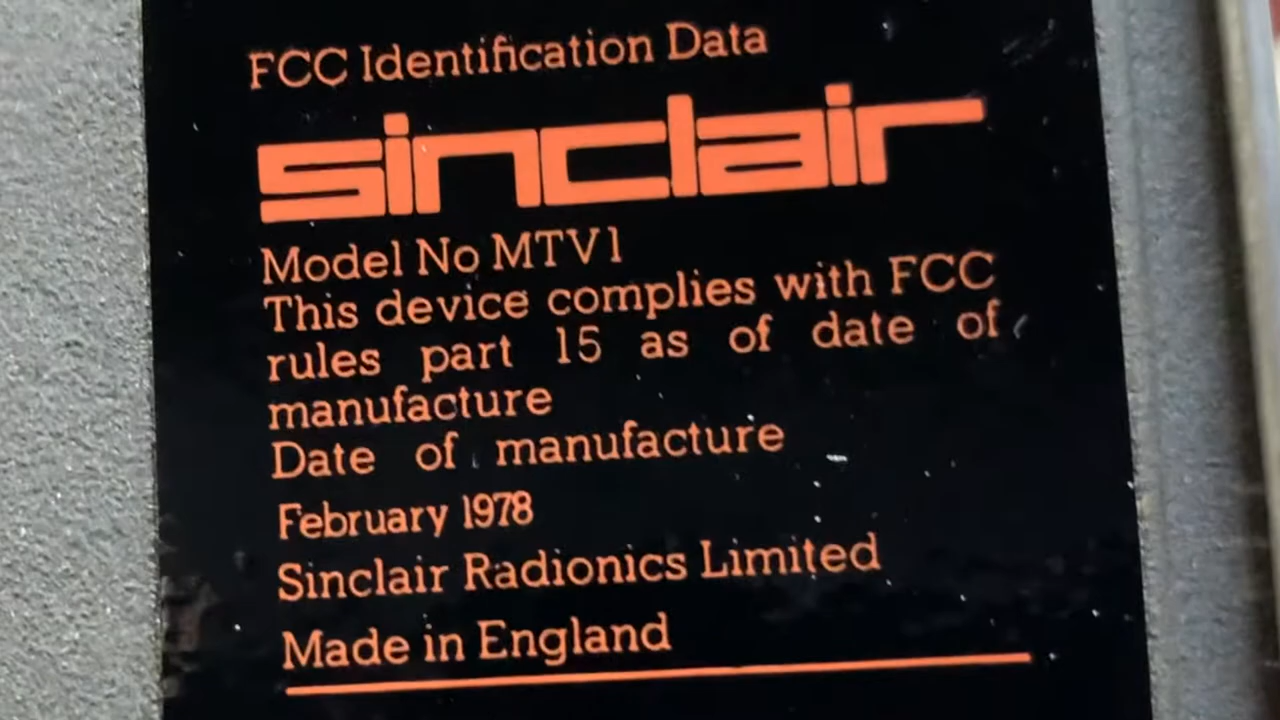 FCC Identification Data
sinclair
Model No MTV1
This device complies with FCC
rules part 15 as of date of
manufacture
Date of manufacture
February 1978
Sinclair Radionics Limited
Made in England